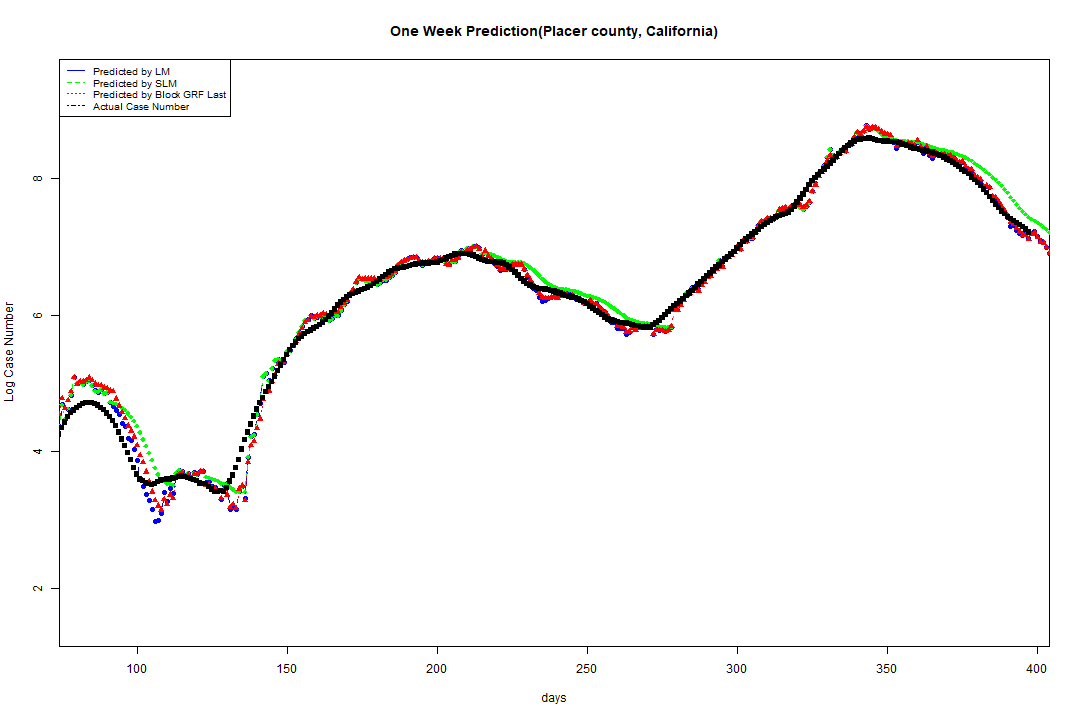 One Week Prediction(Placer county, California)
Predicted by LM
Predicted by SLM
Predicted by Block GRF Last
Actual Case Number
8
6
4
2
Log Case Number
100 150 200 250 300 350 400
days